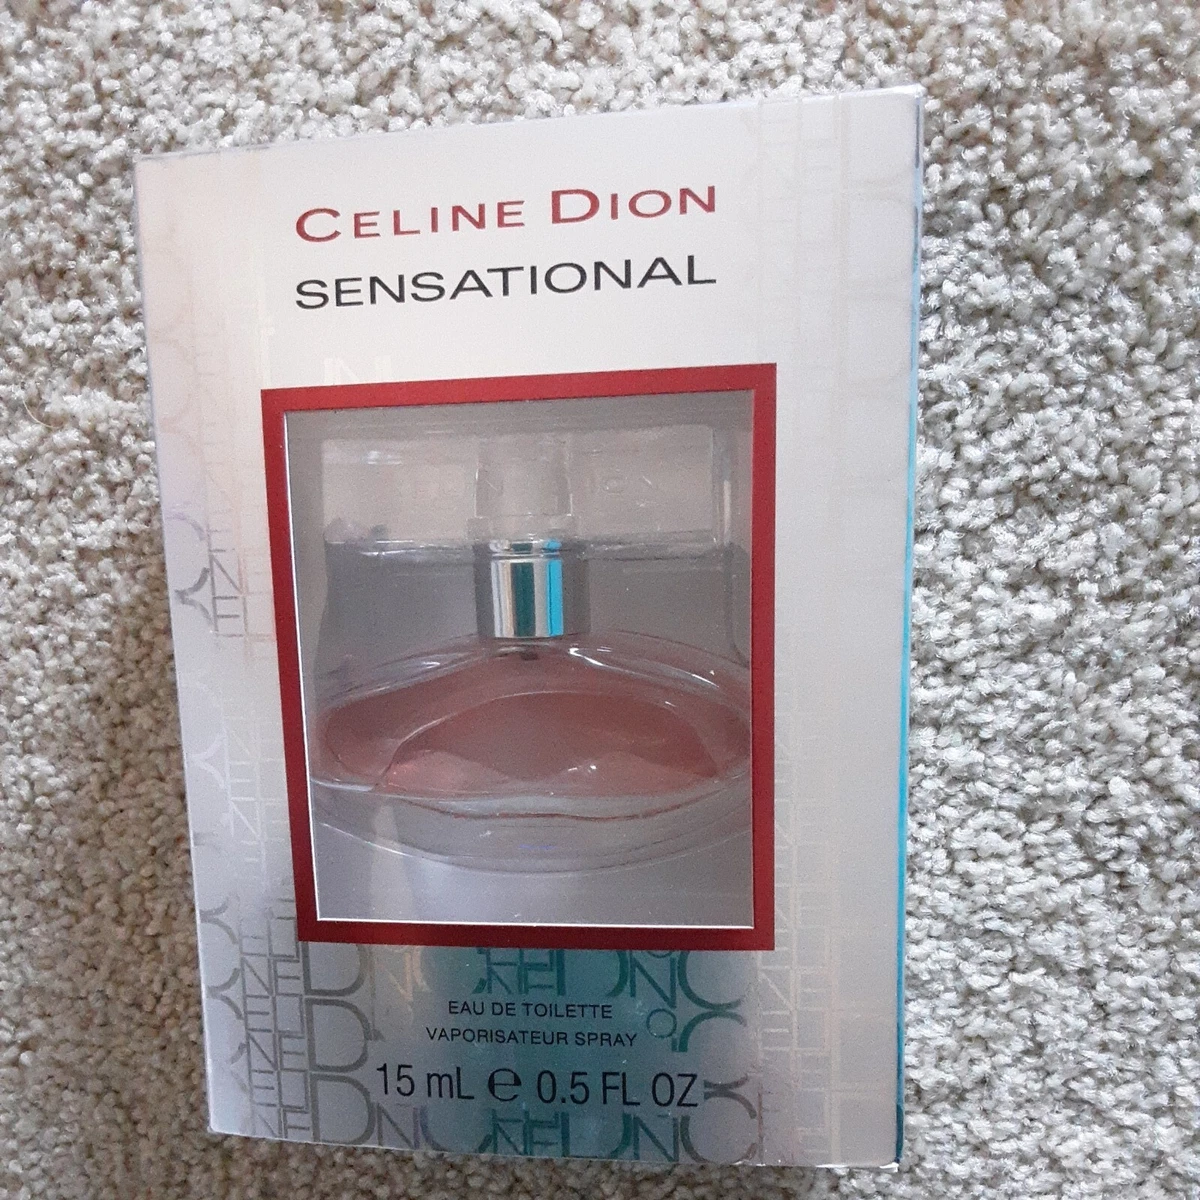 CELINE DION
SENSATIONAL
EAU DE TOILETTE
VAPORISATEUR SPRAY
15 mL ℮ 0.5 FL OZ